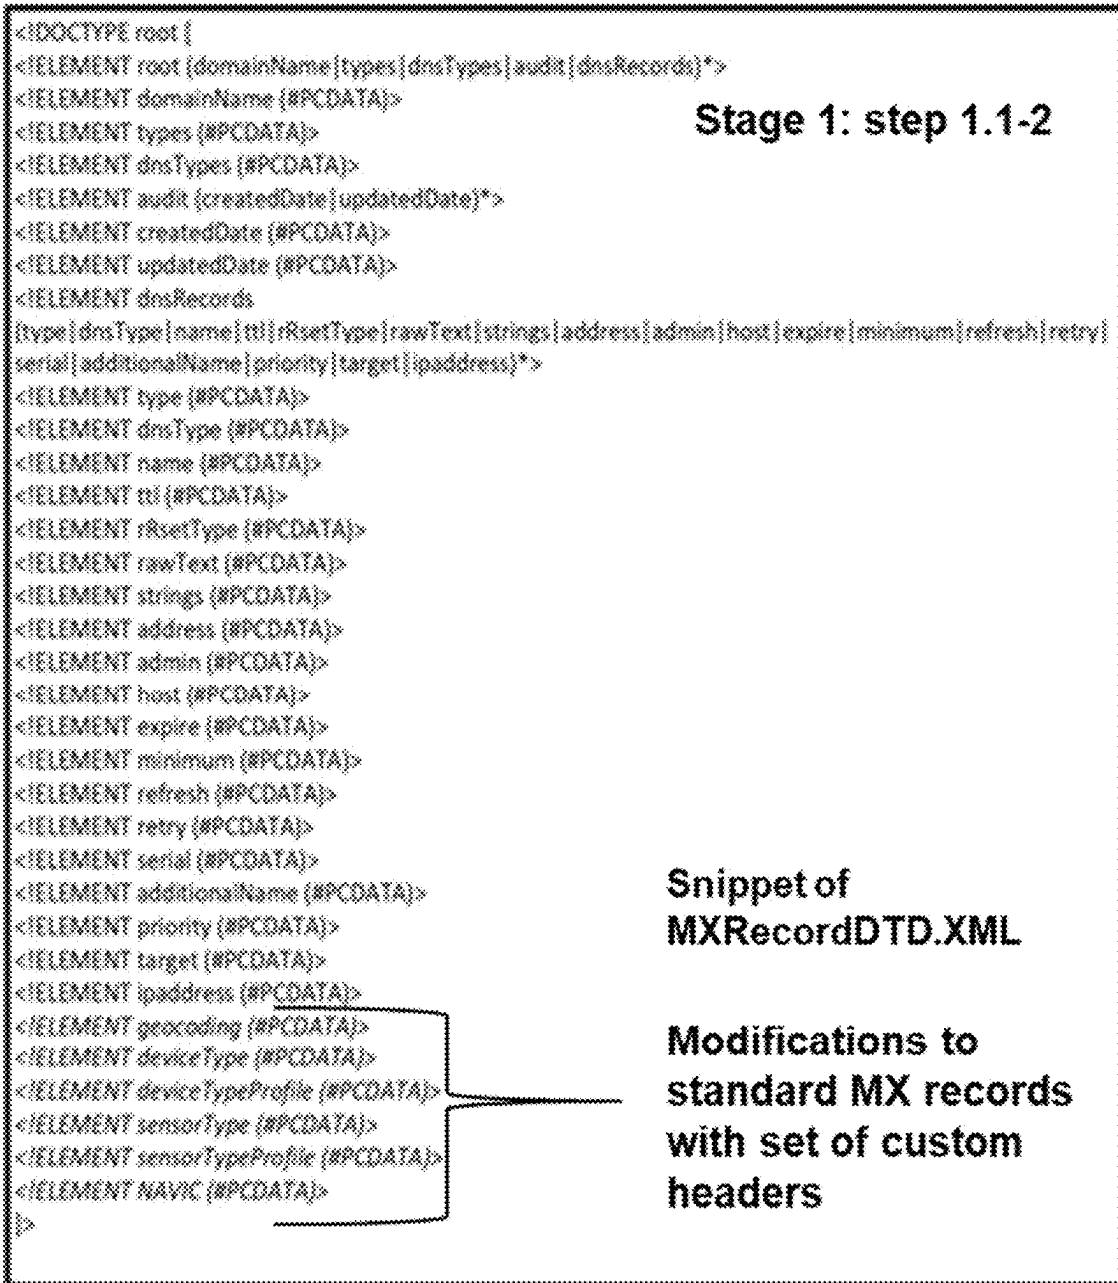 <!DOCTYPE root [
<!ELEMENT root (domainName|types|dnsTypes|audit|dnsRecords)*>
<!ELEMENT domainName (#PCDATA)>
Stage 1: step 1.1-2
<!ELEMENT types (#PCDATA)>
<!ELEMENT dnsTypes (#PCDATA)>
<!ELEMENT audit (createdDate|updatedDate)*>
<!ELEMENT createdDate (#PCDATA)>
<!ELEMENT updatedDate (#PCDATA)>
<!ELEMENT dnsRecords
(type|dnsType|name|ttl|rRsetType|rawText|strings|address|admin|host|expire|minimum|refresh|retry|
serial|additionalName|priority|target|ipaddress)*>
<!ELEMENT type (#PCDATA)>
<!ELEMENT dnsType (#PCDATA)>
<!ELEMENT name (#PCDATA)>
<!ELEMENT ttl (#PCDATA)>
<!ELEMENT rRsetType (#PCDATA)>
<!ELEMENT rawText (#PCDATA)>
<!ELEMENT strings (#PCDATA)>
<!ELEMENT address (#PCDATA)>
<!ELEMENT admin (#PCDATA)>
<!ELEMENT host (#PCDATA)>
<!ELEMENT expire (#PCDATA)>
<!ELEMENT minimum (#PCDATA)>
<!ELEMENT refresh (#PCDATA)>
<!ELEMENT retry (#PCDATA)>
<!ELEMENT serial (#PCDATA)>
<!ELEMENT additionalName (#PCDATA)>
<!ELEMENT priority (#PCDATA)>
<!ELEMENT target (#PCDATA)>
<!ELEMENT ipaddress (#PCDATA)>
<!ELEMENT geocoding (#PCDATA)>
<!ELEMENT deviceType (#PCDATA)>
<!ELEMENT deviceTypeProfile (#PCDATA)>
<!ELEMENT sensorType (#PCDATA)>
<!ELEMENT sensorTypeProfile (#PCDATA)>
<!ELEMENT NAVIC (#PCDATA)>
]>
Snippet of
MXRecordDTD.XML
Modifications to
standard MX records
with set of custom
headers